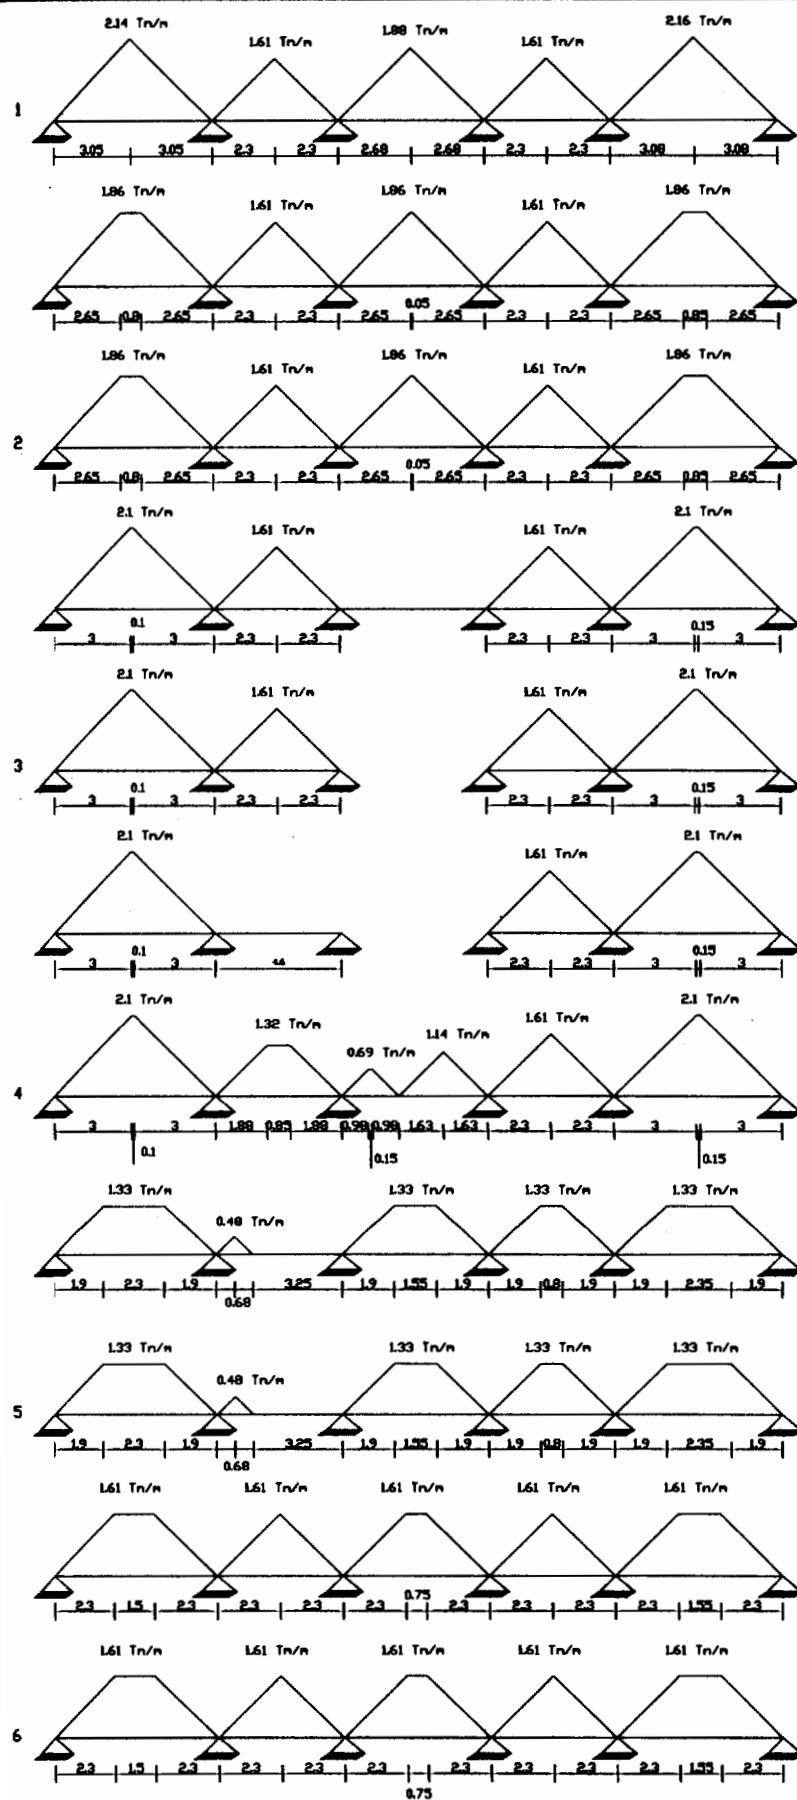 2.14 Tn/m 1.61 Tn/m 1.88 Tn/m 1.61 Tn/m 2.16 Tn/m
1
3.05 3.05 2.3 2.3 2.68 2.68 2.3 2.3 3.08 3.08
1.86 Tn/m 1.61 Tn/m 1.86 Tn/m 1.61 Tn/m 1.86 Tn/m
0.05
2.65 0.8 2.65 2.3 2.3 2.65 2.65 2.3 2.3 2.65 0.85 2.65
1.86 Tn/m 1.61 Tn/m 1.86 Tn/m 1.61 Tn/m 1.86 Tn/m
2
0.05
2.65 0.8 2.65 2.3 2.3 2.65 2.65 2.3 2.3 2.65 0.85 2.65
2.1 Tn/m 1.61 Tn/m 1.61 Tn/m 2.1 Tn/m
0.1 0.15
3 3 2.3 2.3 2.3 2.3 3 3
2.1 Tn/m 1.61 Tn/m 1.61 Tn/m 2.1 Tn/m
3
0.1 0.15
3 3 2.3 2.3 2.3 2.3 3 3
2.1 Tn/m 1.61 Tn/m 2.1 Tn/m
0.1 0.15
3 3 2.3 2.3 3 3
2.1 Tn/m 1.32 Tn/m 0.69 Tn/m 1.14 Tn/m 1.61 Tn/m 2.1 Tn/m
4
3 3 1.88 0.85 1.88 0.98 0.98 1.63 1.63 2.3 2.3 3 3
0.1 0.15 0.15
1.33 Tn/m 0.48 Tn/m 1.33 Tn/m 1.33 Tn/m 1.33 Tn/m
1.9 2.3 1.9 3.25 1.9 1.55 1.9 1.9 0.8 1.9 1.9 2.35 1.9
0.68
1.33 Tn/m 0.48 Tn/m 1.33 Tn/m 1.33 Tn/m 1.33 Tn/m
5
1.9 2.3 1.9 3.25 1.9 1.55 1.9 1.9 0.8 1.9 1.9 2.35 1.9
0.68
1.61 Tn/m 1.61 Tn/m 1.61 Tn/m 1.61 Tn/m 1.61 Tn/m
0.75
2.3 1.5 2.3 2.3 2.3 2.3 2.3 2.3 2.3 2.3 1.55 2.3
1.61 Tn/m 1.61 Tn/m 1.61 Tn/m 1.61 Tn/m 1.61 Tn/m
6
2.3 1.5 2.3 2.3 2.3 2.3 2.3 2.3 2.3 2.3 1.55 2.3
0.75